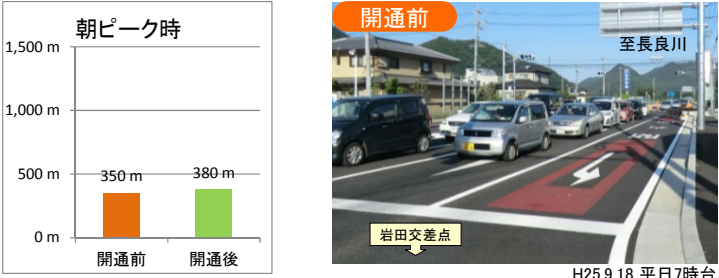 朝ピーク時
1,500 m
1,000 m
500 m
0 m
350 m
380 m
開通前
開通後
開通前
至長良川
岩田交差点
H25.9.18 平日7時台